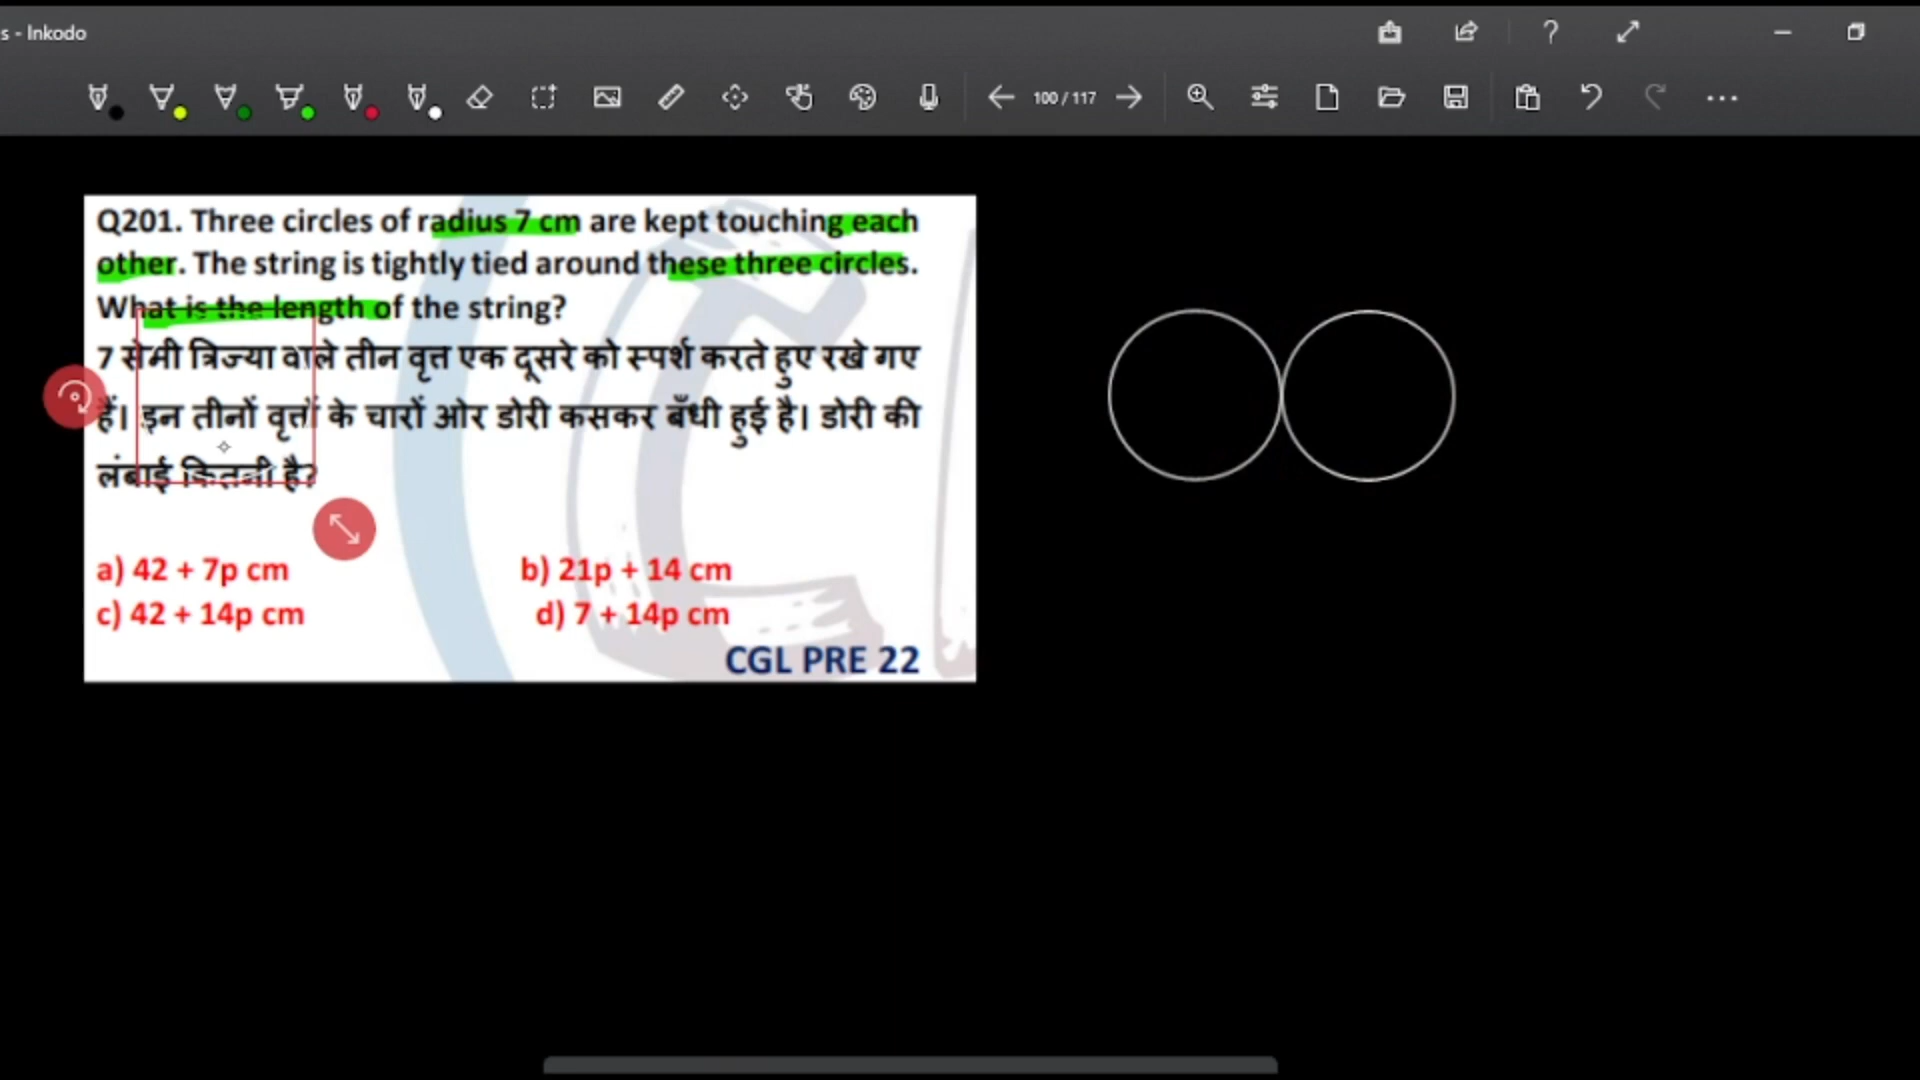 s - Inkodo
100 / 117
Q201. Three circles of radius 7 cm are kept touching each
other. The string is tightly tied around these three circles.
What is the length of the string?
7 सेमी त्रिज्या वाले तीन वृत्त एक दूसरे को स्पर्श करते हुए रखे गए
हैं। इन तीनों वृत्तों के चारों ओर डोरी कसकर बँधी हुई है। डोरी की
लंबाई कितनी है?
a) 42 + 7p cm b) 21p + 14 cm
c) 42 + 14p cm d) 7 + 14p cm
CGL PRE 22